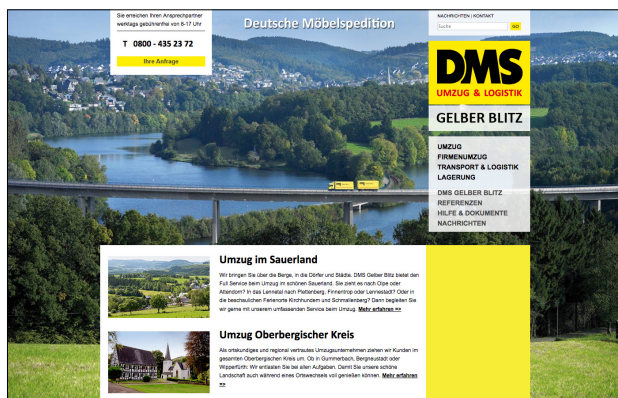 Sie erreichen Ihren Ansprechpartner
werktags gebührenfrei von 8-17 Uhr
T 0800 - 435 23 72
Ihre Anfrage
Deutsche Möbelspedition
NACHRICHTEN | KONTAKT
Suche
GO
DMS
UMZUG & LOGISTIK
GELBER BLITZ
UMZUG
FIRMENUMZUG
TRANSPORT & LOGISTIK
LAGERUNG
DMS GELBER BLITZ
REFERENZEN
HILFE & DOKUMENTE
NACHRICHTEN
Umzug im Sauerland
Wir bringen Sie über die Berge, in die Dörfer und Städte. DMS Gelber Blitz bietet den
Full Service beim Umzug im schönen Sauerland. Sie zieht es nach Olpe oder
Attendorn? In das Lennetal nach Plettenberg, Finnentrop oder Lennestadt? Oder in
die beschaulichen Ferienorte Kirchhundem und Schmallenberg? Dann begleiten Sie
wir gerne mit unserem umfassenden Service beim Umzug. Mehr erfahren =>
Umzug Oberbergischer Kreis
Als ortskundiges und regional vertrautes Umzugsunternehmen ziehen wir Kunden im
gesamten Oberbergischen Kreis um. Ob in Gummersbach, Bergneustadt oder
Wipperfürth: Wir entlasten Sie bei allen Aufgaben. Damit Sie unsere schöne
Landschaft auch während eines Ortswechsels voll genießen können. Mehr erfahren
=>